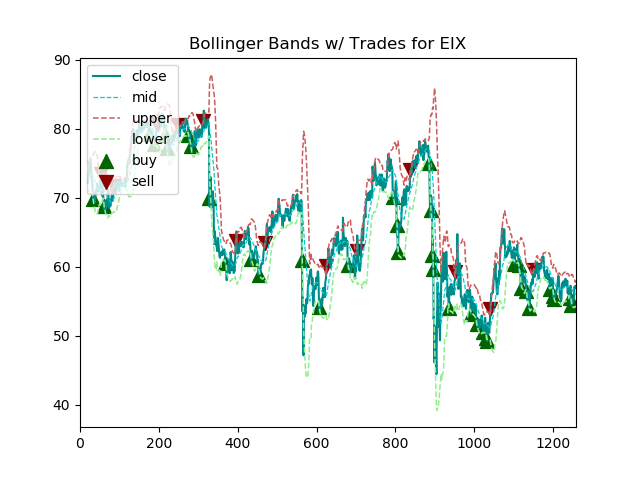 Bollinger Bands w/ Trades for EIX
90
80
70
60
50
40
close
mid
upper
lower
buy
sell
0 200 400 600 800 1000 1200